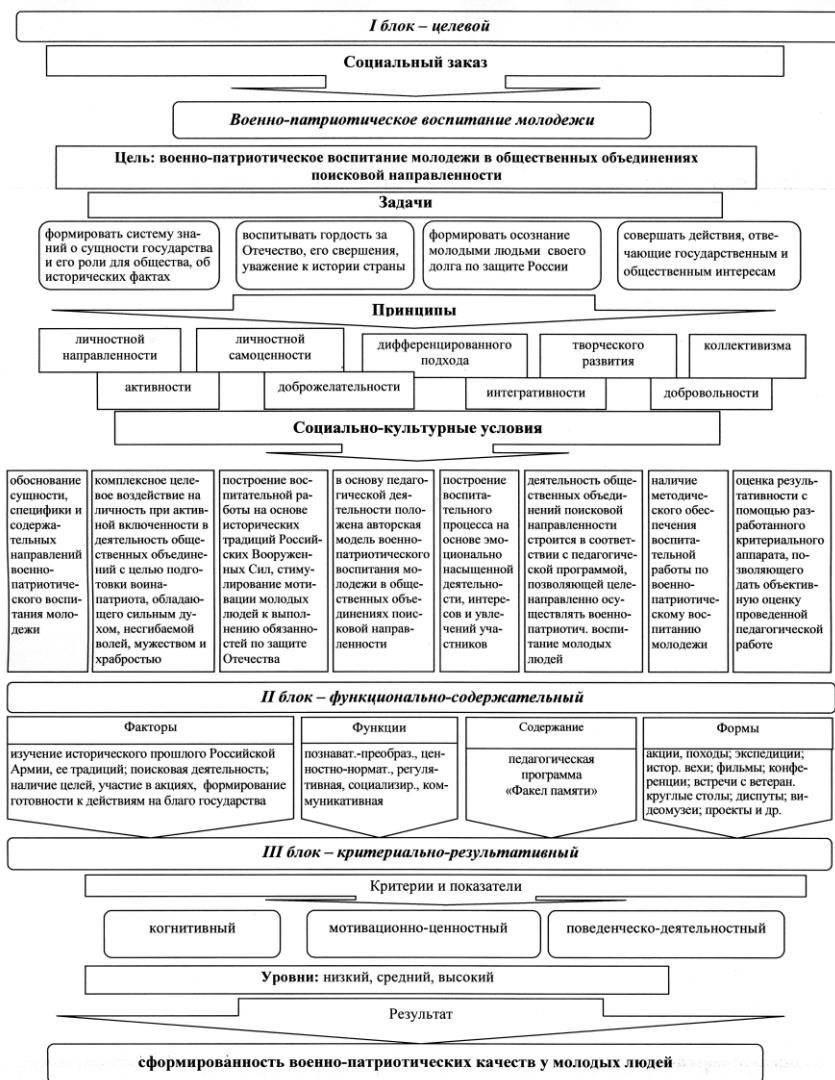 I блок – целевой
Социальный заказ
Военно-патриотическое воспитание молодежи
Цель: военно-патриотическое воспитание молодежи в общественных объединениях
поисковой направленности
Задачи
формировать систему зна-
ний о сущности государства
и его роли для общества, об
исторических фактах
воспитывать гордость за
Отечество, его свершения,
уважение к истории страны
формировать осознание
молодыми людьми своего
долга по защите России
совершать действия, отве-
чающие государственным и
общественным интересам
Принципы
личностной
направленности
личностной
самоценности
дифференцированного
подхода
творческого
развития
коллективизма
активности
доброжелательности
интегративности
добровольности
Социально-культурные условия
обоснование
сущности,
специфики и
содержа-
тельных
направлений
военно-
патриотиче-
ского воспи-
тания моло-
дежи
комплексное целе-
вое воздействие на
личность при актив-
ной включенности в
деятельность обще-
ственных объедине-
ний с целью подго-
товки воина-
патриота, обладаю-
щего сильным ду-
хом, несгибаемой
волей, мужеством и
храбростью
построение вос-
питательной ра-
боты на основе
исторических
традиций Россий-
ских Вооружен-
ных Сил, стиму-
лирование моти-
вации молодых
людей к выпол-
нению обязанно-
стей по защите
Отечества
в основу педаго-
гической дея-
тельности поло-
жена авторская
модель военно-
патриотического
воспитания мо-
лодежи в обще-
ственных объе-
динениях поис-
ковой направ-
ленности
построение
воспита-
тельного
процесса на
основе эмо-
ционально
насыщенной
деятельно-
сти, интере-
сов и увле-
чений уча-
стников
деятельность обще-
ственных объеди-
нений поисковой
направленности
строится в соответ-
ствии с педагогиче-
ской программой,
позволяющей целе-
направленно осу-
ществлять военно-
патриотич. воспи-
тание молодых
людей
наличие
методиче-
ского обес-
печения
воспита-
тельной
работы по
военно-
патриотиче-
скому вос-
питанию
молодежи
оценка резуль-
тативности с
помощью раз-
работанного
критериального
аппарата, по-
зволяющего
дать объектив-
ную оценку
проведенной
педагогической
работе
II блок – функционально-содержательный
Факторы
изучение исторического прошлого Российской
Армии, ее традиций; поисковая деятельность;
наличие целей, участие в акциях, формирование
готовности к действиям на благо государства
Функции
познават.-преобраз., цен-
ностно-нормат., регуля-
тивная, социализир., ком-
муникативная
Содержание
педагогическая
программа
«Факел памяти»
Формы
акции, походы; экспедиции;
истор. вехи; фильмы; конфе-
ренции; встречи с ветеран.
круглые столы; диспуты; ви-
деомузеи; проекты и др.
III блок – критериально-результативный
Критерии и показатели
когнитивный
мотивационно-ценностный
поведенческо-деятельностный
Уровни: низкий, средний, высокий
Результат
сформированность военно-патриотических качеств у молодых людей